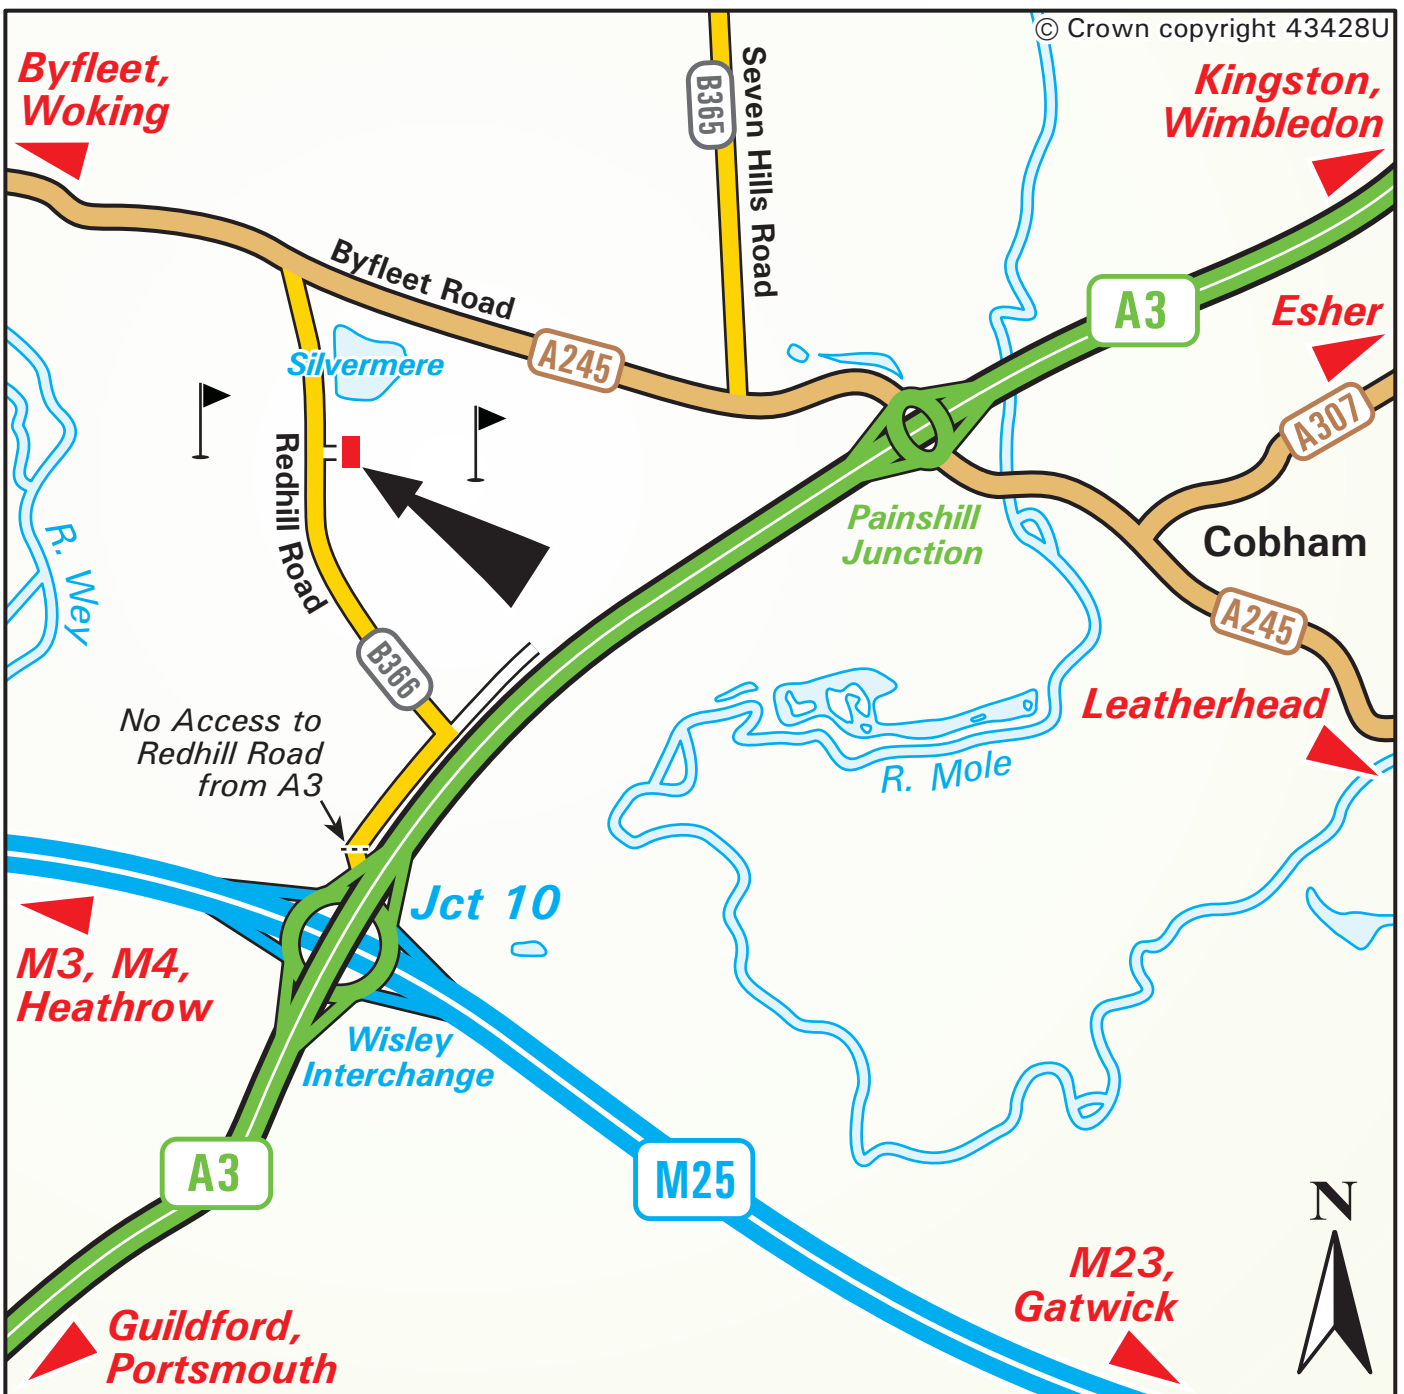 © Crown copyright 43428U
Byfleet,
Woking
B365
Seven Hills Road
Kingston,
Wimbledon
Byfleet Road
A3
Esher
Silvermere
A245
A307
Redhill Road
Painshill
Junction
Cobham
R. Wey
A245
B366
Leatherhead
No Access to
Redhill Road
from A3
R. Mole
Jct 10
M3, M4,
Heathrow
Wisley
Interchange
A3
M25
N
M23,
Gatwick
Guildford,
Portsmouth